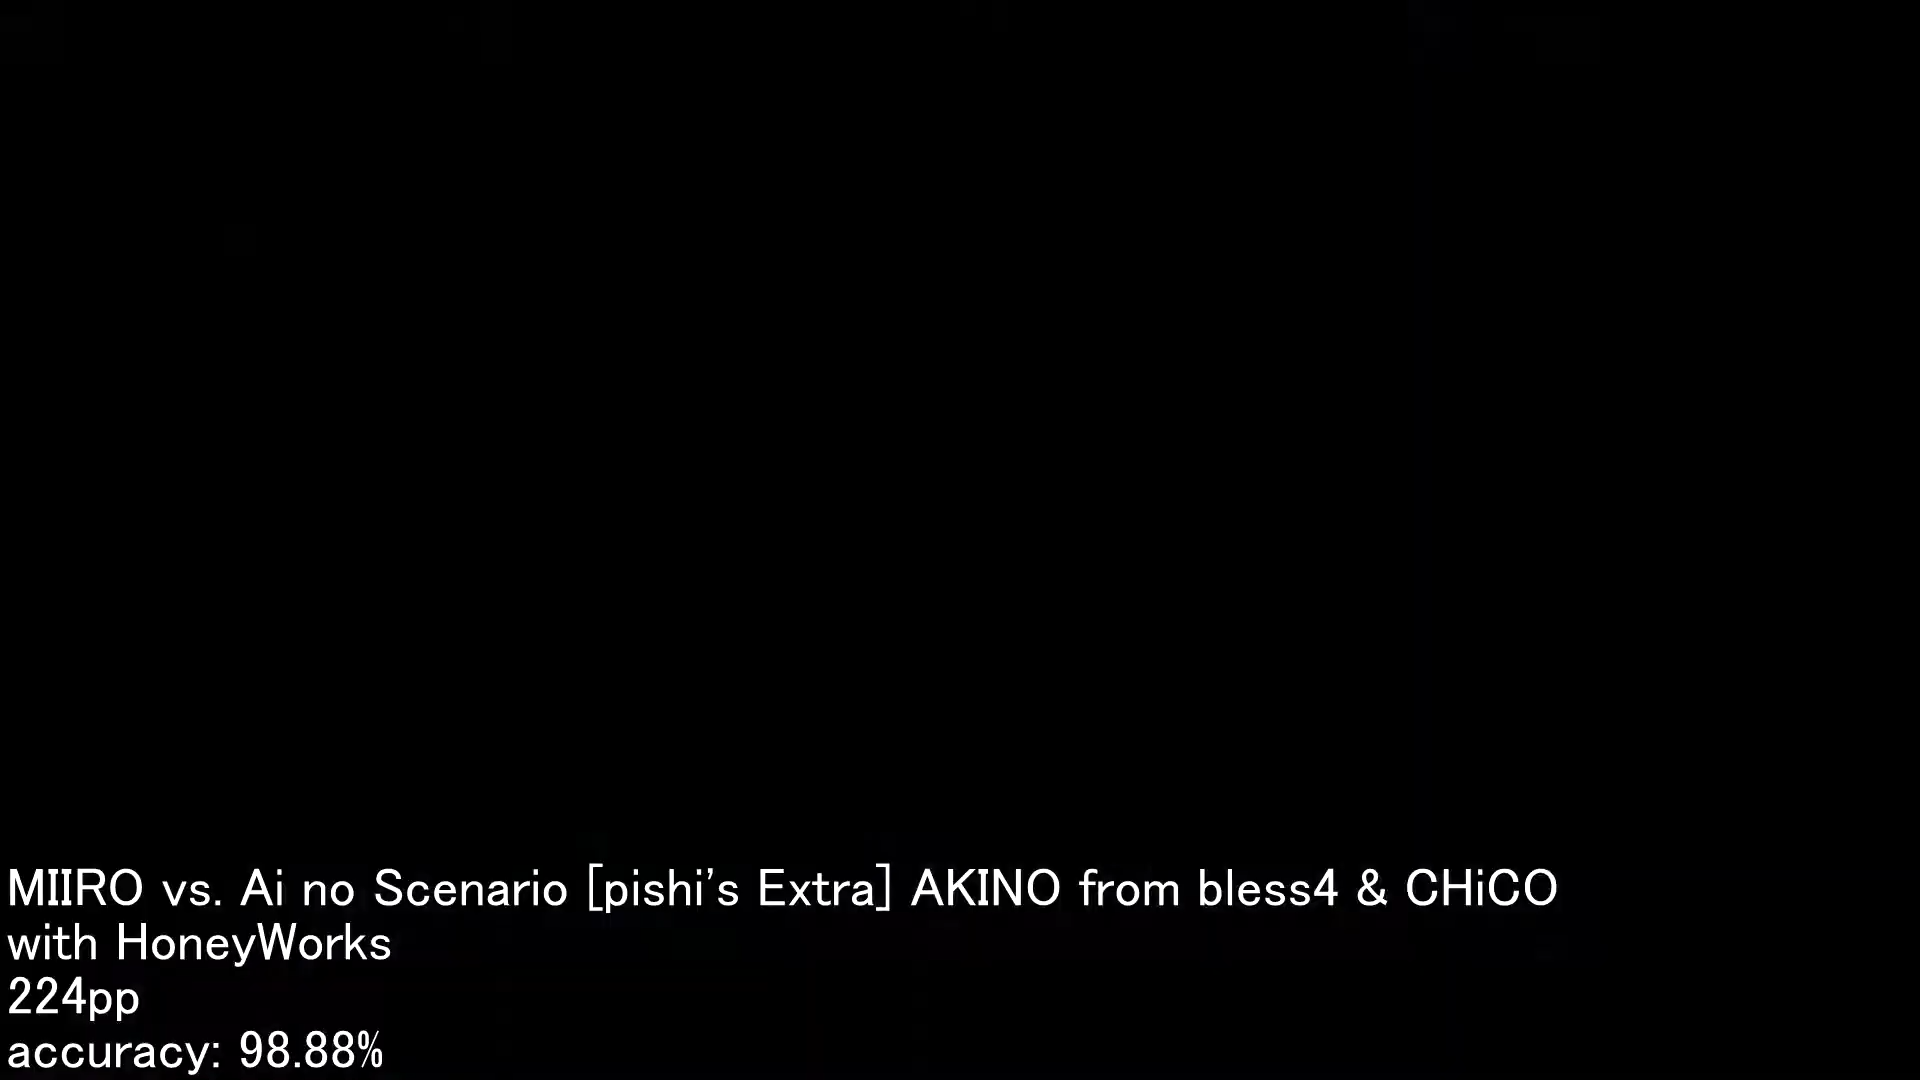 MIIRO vs. Ai no Scenario [pishi's Extra] AKINO from bless4 & CHiCO
with HoneyWorks
224pp
accuracy: 98.88%